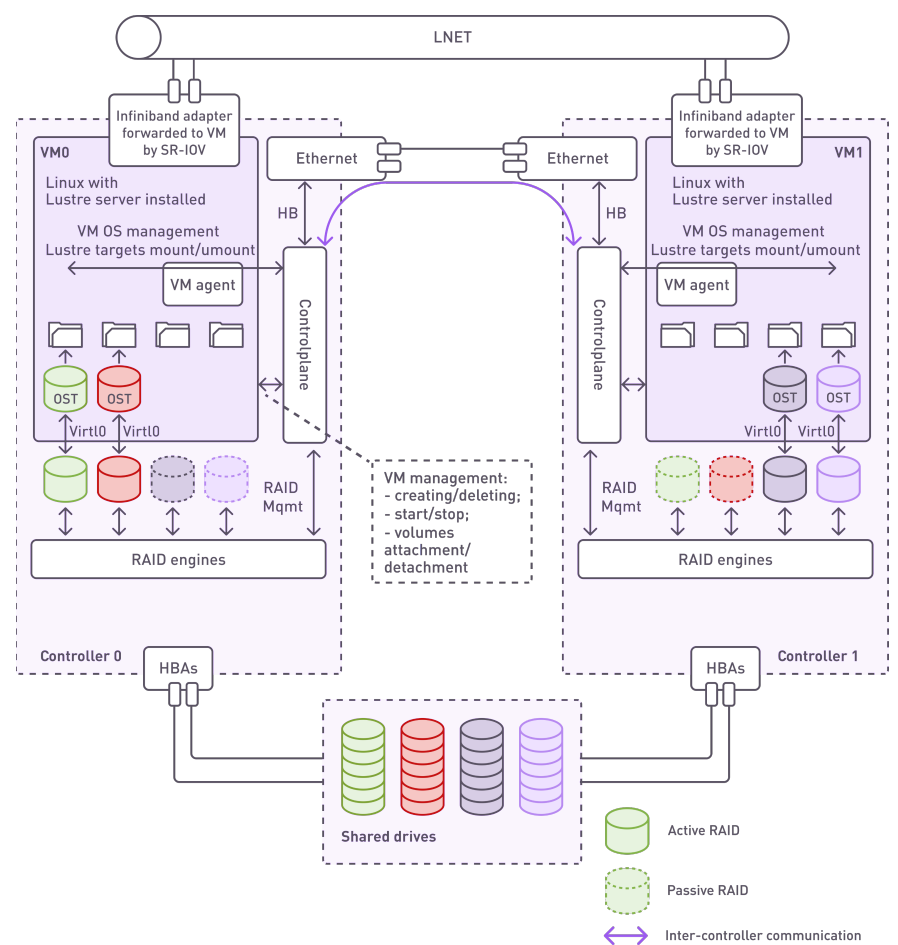 LNET
Infiniband adapter
forwarded to VM
by SR-IOV
VM0
Linux with
Lustre server installed
VM OS management
Lustre targets mount/umount
VM agent
OST
OST
Virtl0
Virtl0
Ethernet
HB
Controlplane
RAID
Mqmt
RAID engines
Controller 0
HBAs
VM management:
- creating/deleting;
- start/stop;
- volumes
attachment/
detachment
Infiniband adapter
forwarded to VM
by SR-IOV
VM1
Ethernet
HB
Controlplane
Linux with
Lustre server installed
VM OS management
Lustre targets mount/umount
VM agent
OST
OST
Virtl0
Virtl0
RAID
Mqmt
RAID engines
Controller 1
HBAs
Shared drives
Active RAID
Passive RAID
Inter-controller communication